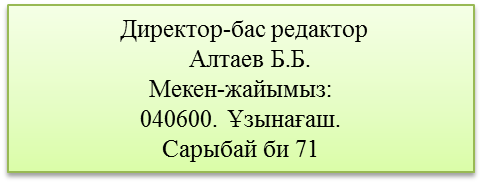 Директор-бас редактор
Алтаев Б.Б.
Мекен-жайымыз:
040600. Ұзынағаш.
Сарыбай би 71